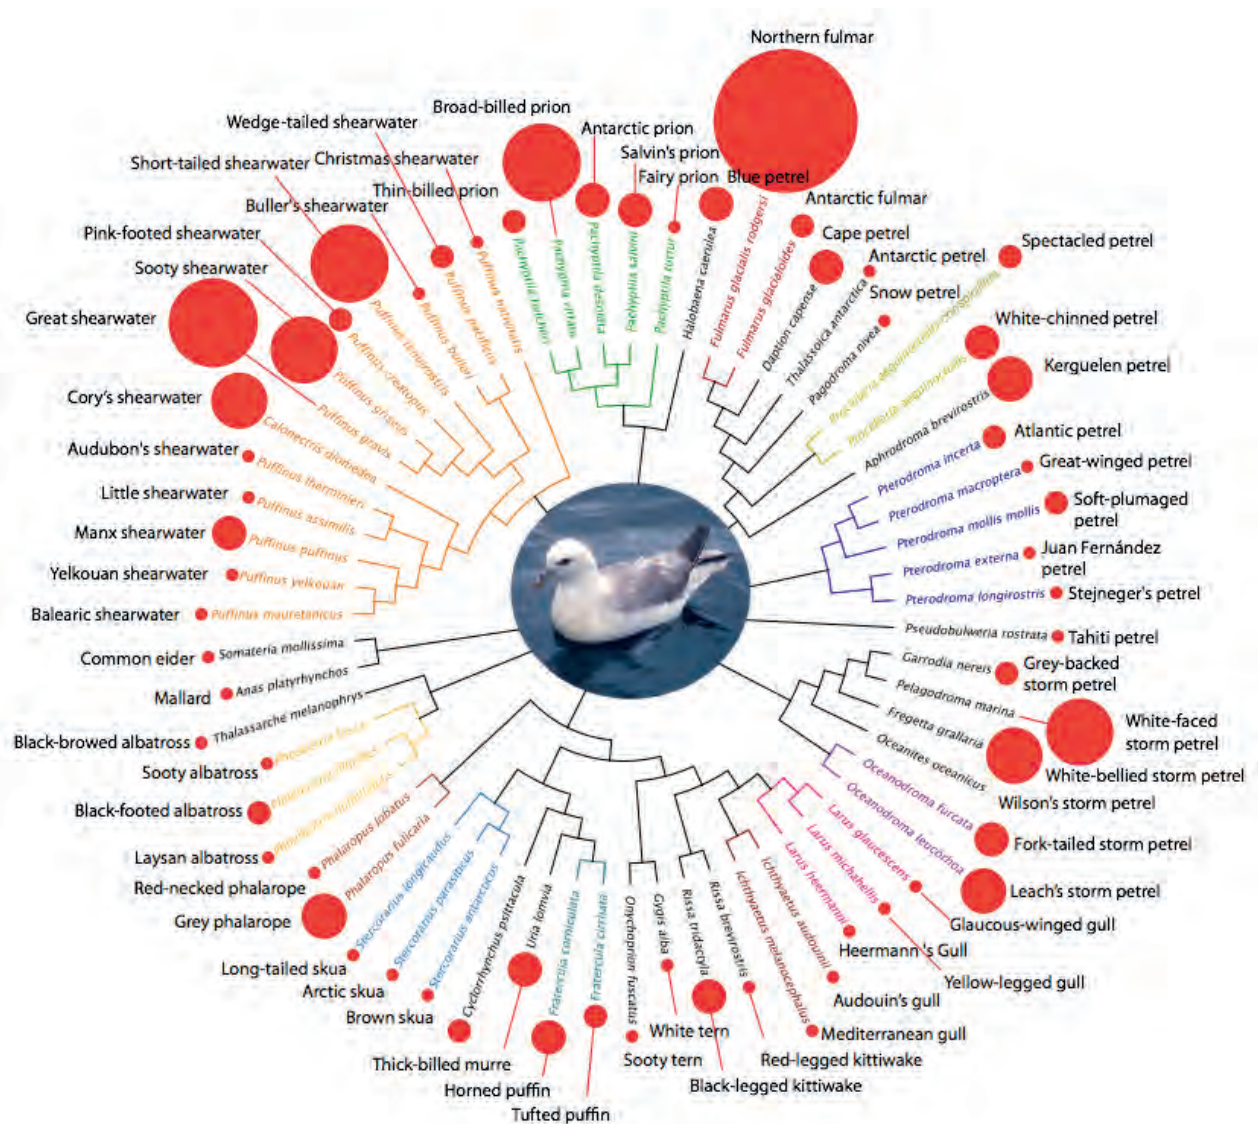 Northern fulmar
Broad-billed prion
Wedge-tailed shearwater
Antarctic prion
Short-tailed shearwater
Christmas shearwater
Salvin's prion
Thin-billed prion
Fairy prion
Blue petrel
Buller's shearwater
Antarctic fulmar
Pink-footed shearwater
Cape petrel
Spectacled petrel
Sooty shearwater
Antarctic petrel
Snow petrel
Great shearwater
White-chinned petrel
Kerguelen petrel
Cory's shearwater
Atlantic petrel
Audubon's shearwater
Great-winged petrel
Little shearwater
Soft-plumaged
petrel
Manx shearwater
Juan Fernández
petrel
Yelkouan shearwater
Stejneger's petrel
Balearic shearwater
Tahiti petrel
Common eider
Grey-backed
storm petrel
Mallard
White-faced
storm petrel
Black-browed albatross
Sooty albatross
White-bellied storm petrel
Wilson's storm petrel
Black-footed albatross
Fork-tailed storm petrel
Laysan albatross
Red-necked phalarope
Leach's storm petrel
Grey phalarope
Glaucous-winged gull
Long-tailed skua
Heermann's Gull
Yellow-legged gull
Arctic skua
Audouin's gull
Brown skua
White tern
Mediterranean gull
Thick-billed murre
Sooty tern
Red-legged kittiwake
Horned puffin
Black-legged kittiwake
Tufted puffin
Puffinus nativitatis
Puffinus pacificus
Puffinus bulleri
Puffinus tenuirostris
Puffinus creatopus
Puffinus griseus
Puffinus gravis
Calonectris diomedea
Puffinus therminieri
Puffinus assimilis
Puffinus puffinus
Puffinus yelkouan
Puffinus mauretanicus
Somateria mollissima
Anas platyrhynchos
Thalassarche melanophrys
Phalaropus lobatus
Phalaropus fulicaria
Stercorarius longicaudus
Stercorarius parasiticus
Stercorarius antarcticus
Cyclorrhynchus psittacula
Uria lomvia
Fratercula corniculata
Fratercula cirrhata
Onychoprion fuscatus
Gygis alba
Rissa tridactyla
Rissa brevirostris
Ichthyaetus melanocephalus
Ichthyaetus audouinii
Larus heermanni
Larus michahellis
Larus glaucescens
Oceanodroma leucorhoa
Oceanodroma furcata
Oceanites oceanicus
Fregetta grallaria
Pelagodroma marina
Garrodia nereis
Pseudobulweria rostrata
Pterodroma longirostris
Pterodroma externa
Pterodroma mollis mollis
Pterodroma macroptera
Pterodroma incerta
Aphrodroma brevirostris
Procellaria aequinoctialis
Pagodroma nivea
Thalassoica antarctica
Daption capense
Fulmarus glacialoides
Fulmarus glacialis rodgersi
Halobaena caerulea
Pachyptila turtur
Pachyptila salvini
Pachyptila desolata
Pachyptila vittata
Pachyptila belcheri